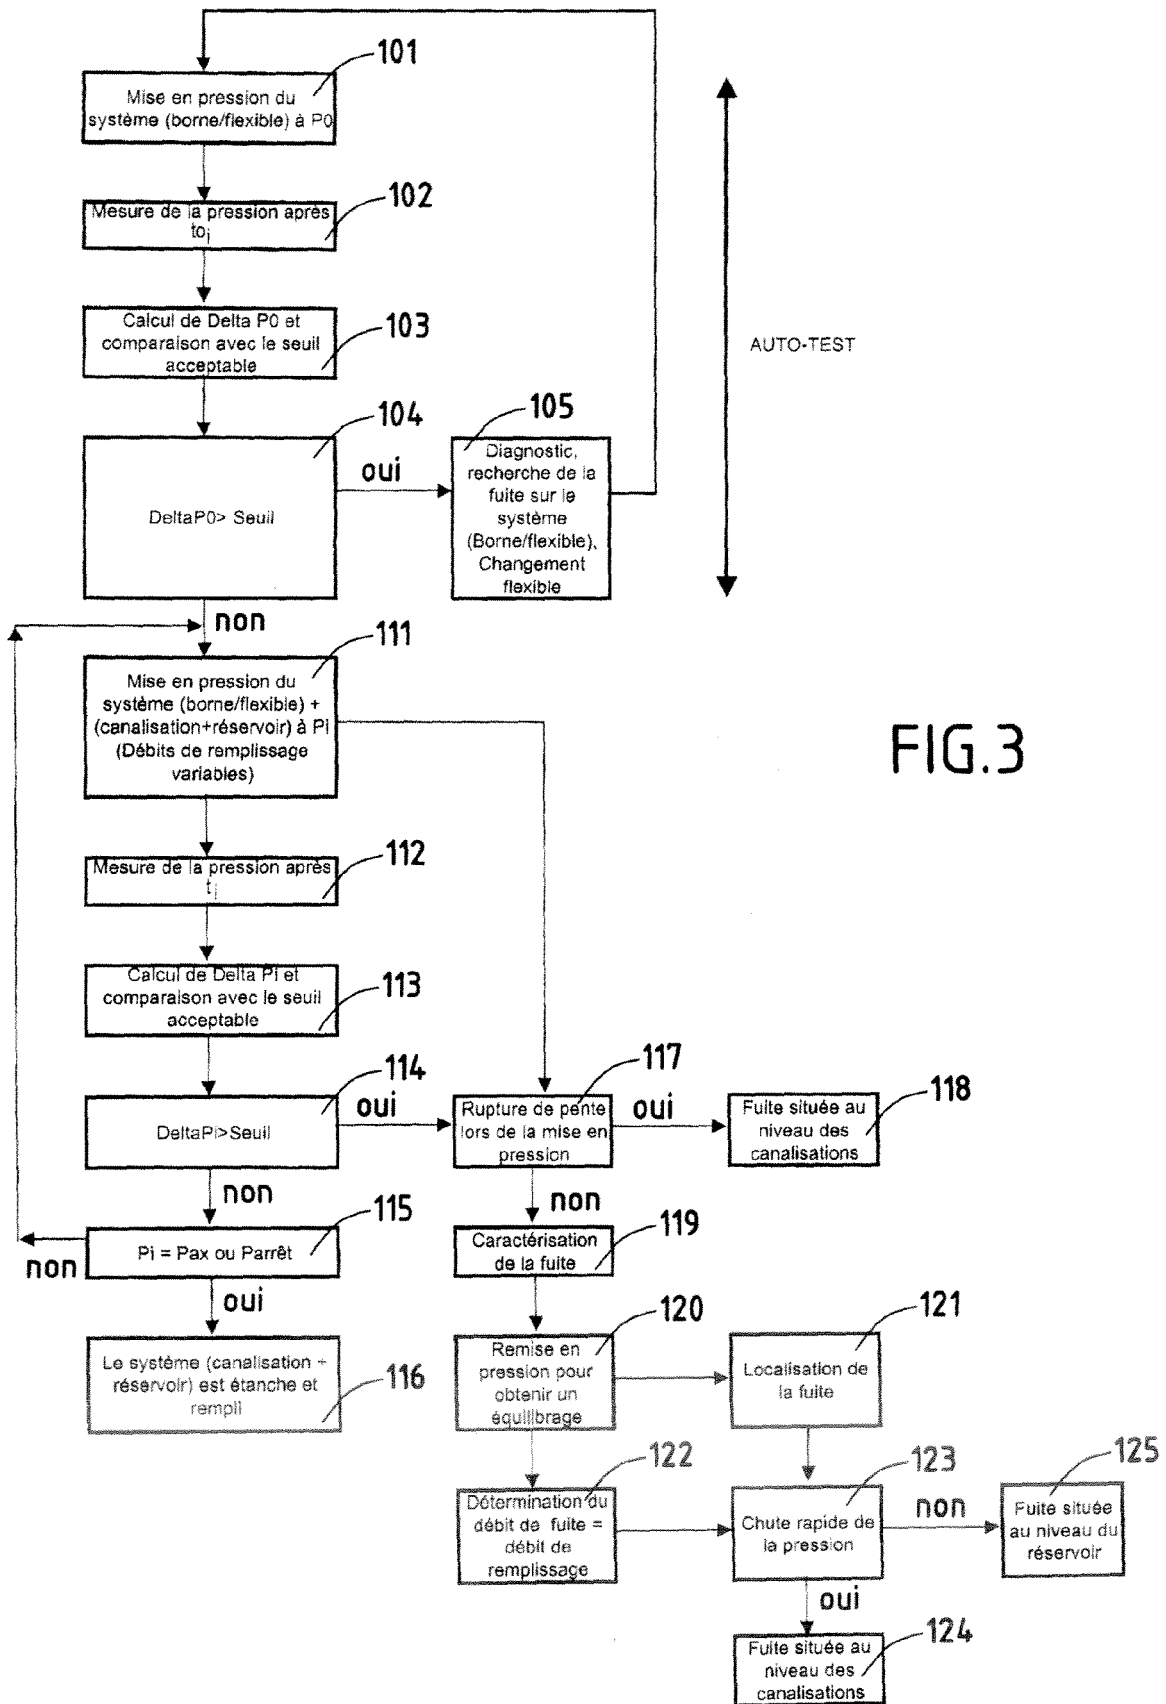 101
Mise en pression du
système (borne/flexible) à P0
102
Mesure de la pression après
to¡
103
Calcul de Delta P0 et
comparaison avec le seuil
acceptable
AUTO-TEST
104
DeltaP0> Seuil
oui
105
Diagnostic,
recherche de la
fuite sur le
système
(Borne/flexible),
Changement
flexible
non
111
Mise en pression du
système (borne/flexible) +
(canalisation+réservoir) à Pi
(Débits de remplissage
variables)
FIG.3
112
Mesure de la pression après
ti
113
Calcul de Delta Pi et
comparaison avec le seuil
acceptable
114
DeltaPi>Seuil
oui
117
Rupture de pente
lors de la mise en
pression
oui
118
Fuite située au
niveau des
canalisations
non
non
115
Pi = Pax ou Parrêt
non
oui
119
Caractérisation
de la fuite
116
Le système (canalisation +
réservoir) est étanche et
rempli
120
Remise en
pression pour
obtenir un
équilibrage
121
Localisation de
la fuite
122
Détermination du
débit de fuite =
débit de
remplissage
123
Chute rapide de
la pression
non
125
Fuite située
au niveau du
réservoir
oui
124
Fuite située au
niveau des
canalisations